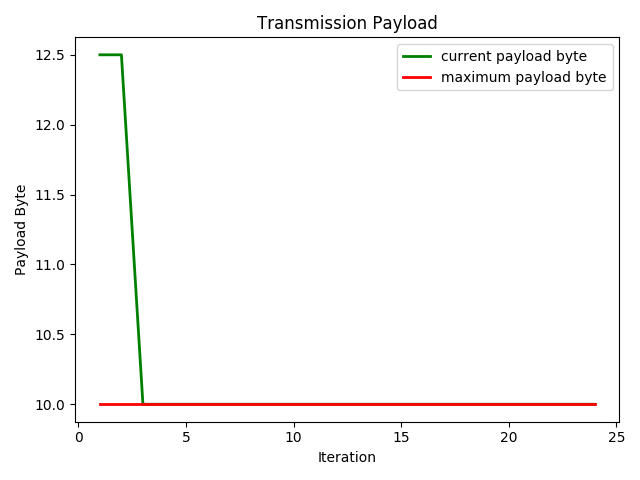 Transmission Payload
12.5
12.0
11.5
11.0
10.5
10.0
Payload Byte
current payload byte
maximum payload byte
0 5 10 15 20 25
Iteration